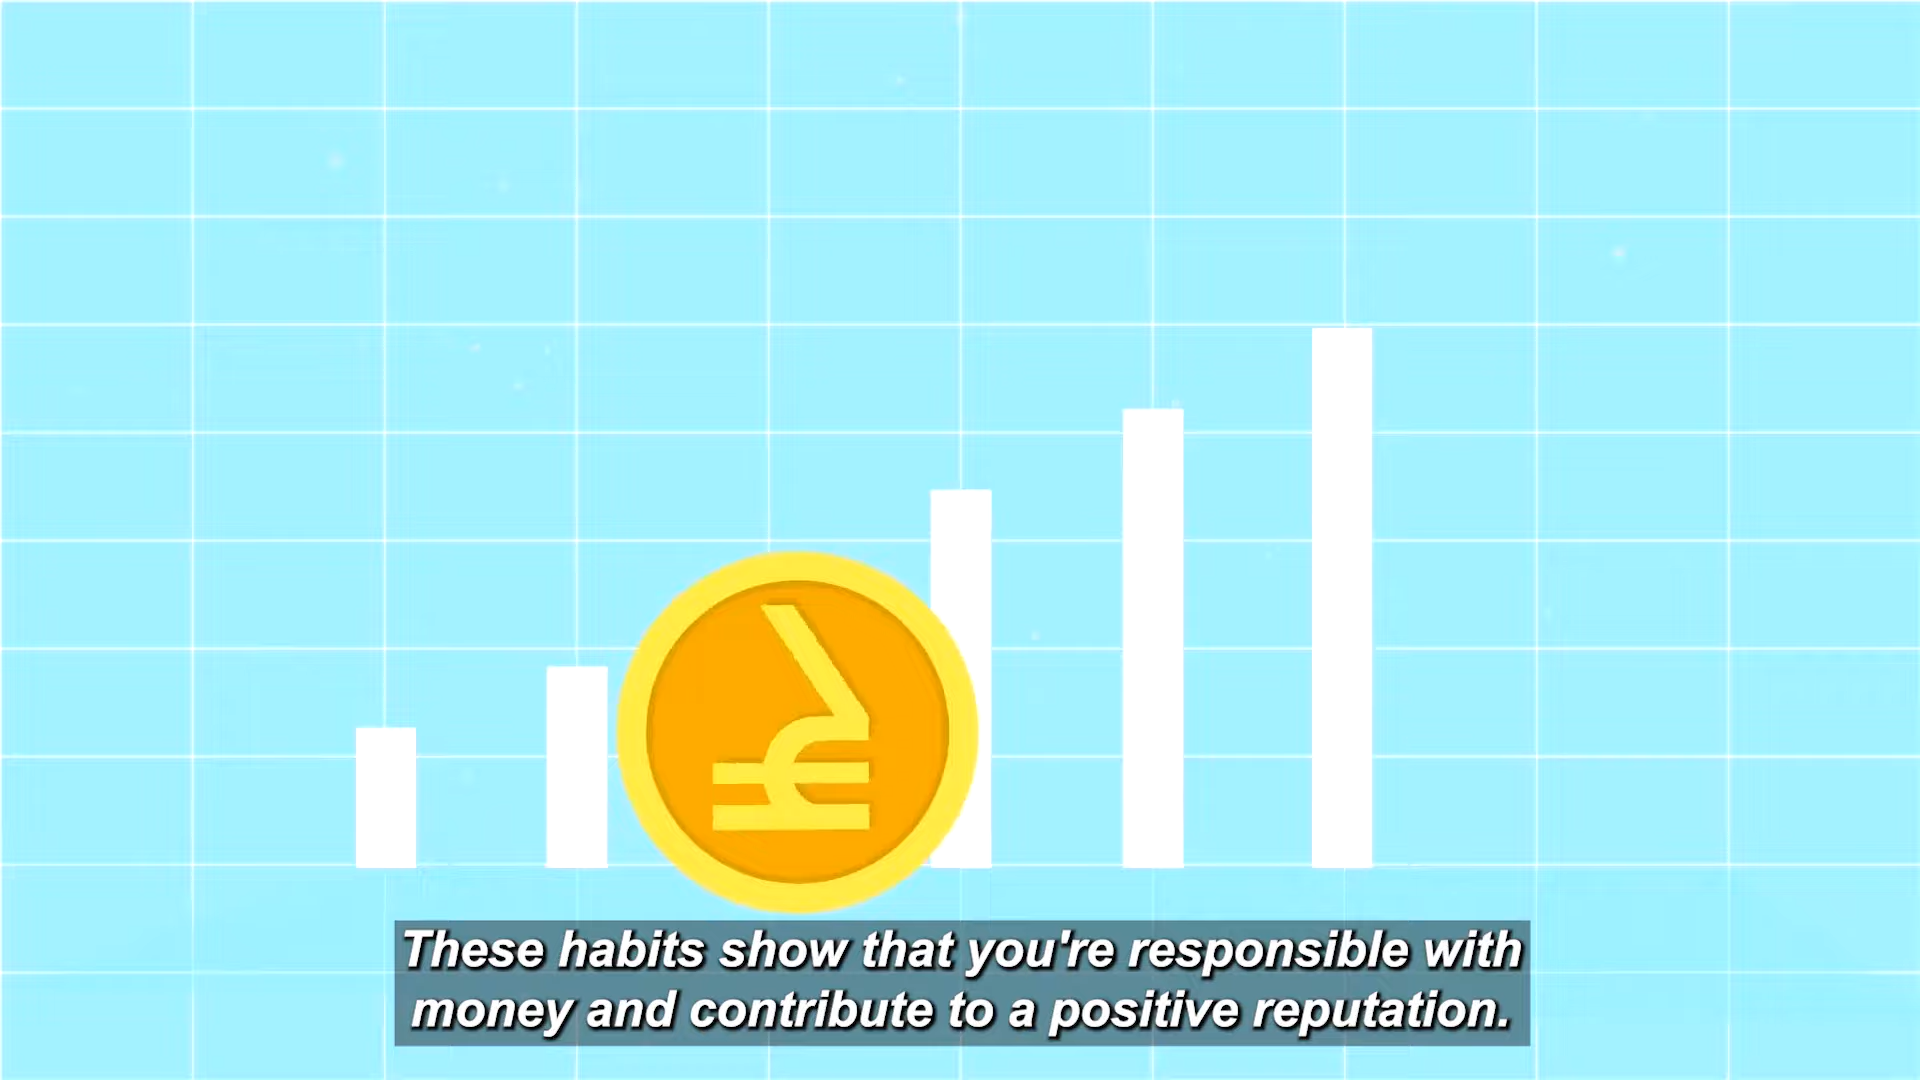 ₹
These habits show that you're responsible with
money and contribute to a positive reputation.